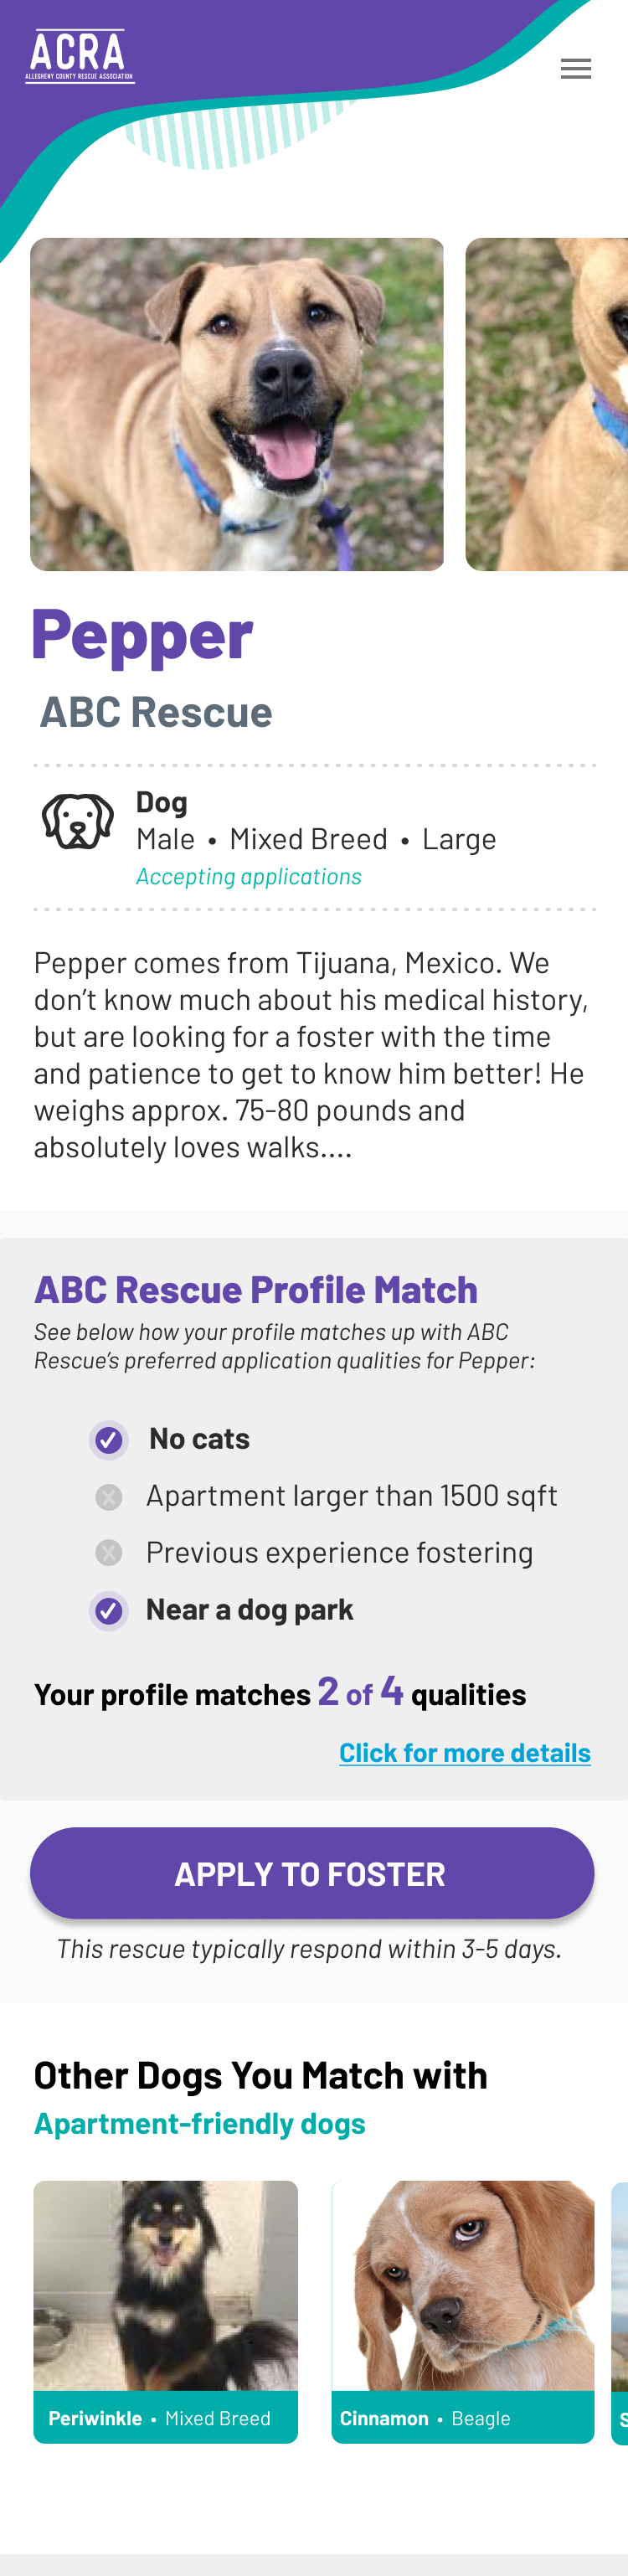 ACRA
ALLEGHENY COUNTY RESCUE ASSOCIATION
Pepper
ABC Rescue
Dog
Male • Mixed Breed • Large
Accepting applications
Pepper comes from Tijuana, Mexico. We
don’t know much about his medical history,
but are looking for a foster with the time
and patience to get to know him better! He
weighs approx. 75-80 pounds and
absolutely loves walks....
ABC Rescue Profile Match
See below how your profile matches up with ABC
Rescue’s preferred application qualities for Pepper:
No cats
Apartment larger than 1500 sqft
Previous experience fostering
Near a dog park
Your profile matches 2 of 4 qualities
Click for more details
APPLY TO FOSTER
This rescue typically respond within 3-5 days.
Other Dogs You Match with
Apartment-friendly dogs
Periwinkle • Mixed Breed
Cinnamon • Beagle